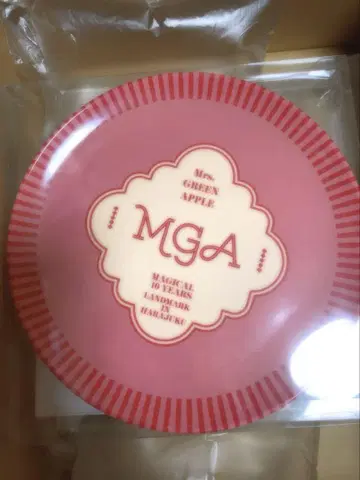 Mrs.
GREEN
APPLE
MGA
MAGICAL
10 YEARS
LANDMARK
IN
HARAJUKU